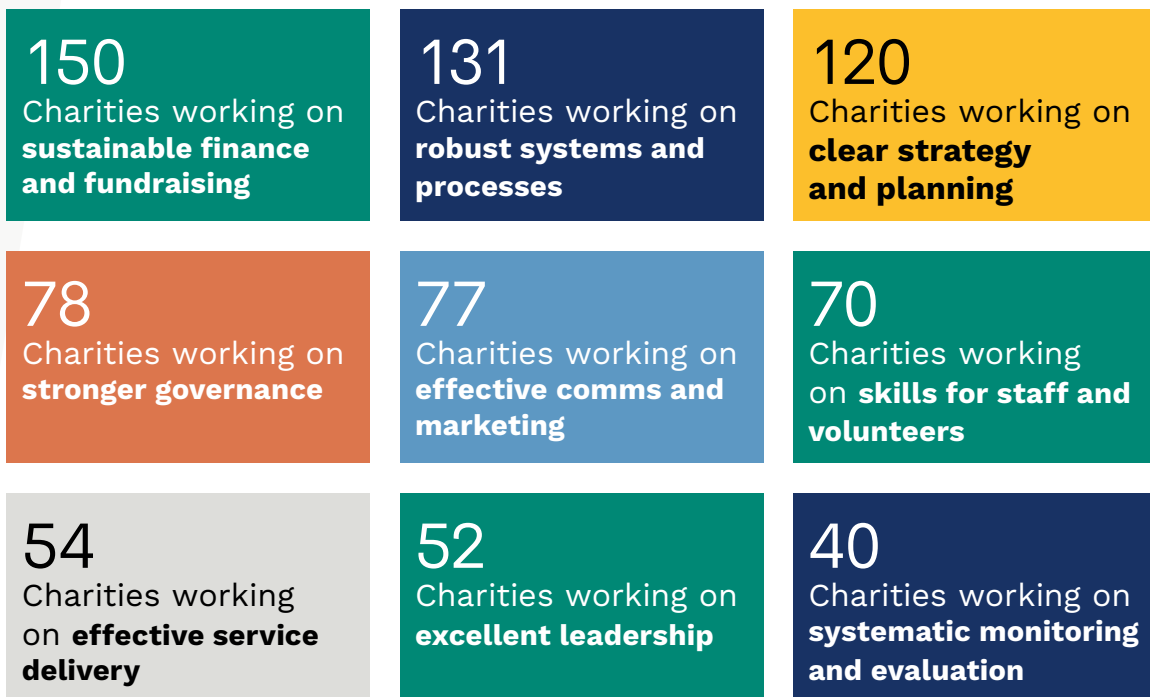 150
Charities working on
sustainable finance
and fundraising
131
Charities working on
robust systems and
processes
120
Charities working on
clear strategy
and planning
78
Charities working on
stronger governance
77
Charities working on
effective comms and
marketing
70
Charities working
on skills for staff and
volunteers
54
Charities working
on effective service
delivery
52
Charities working on
excellent leadership
40
Charities working on
systematic monitoring
and evaluation